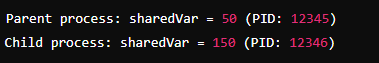 Parent process: sharedVar = 50 (PID: 12345)
Child process: sharedVar = 150 (PID: 12346)